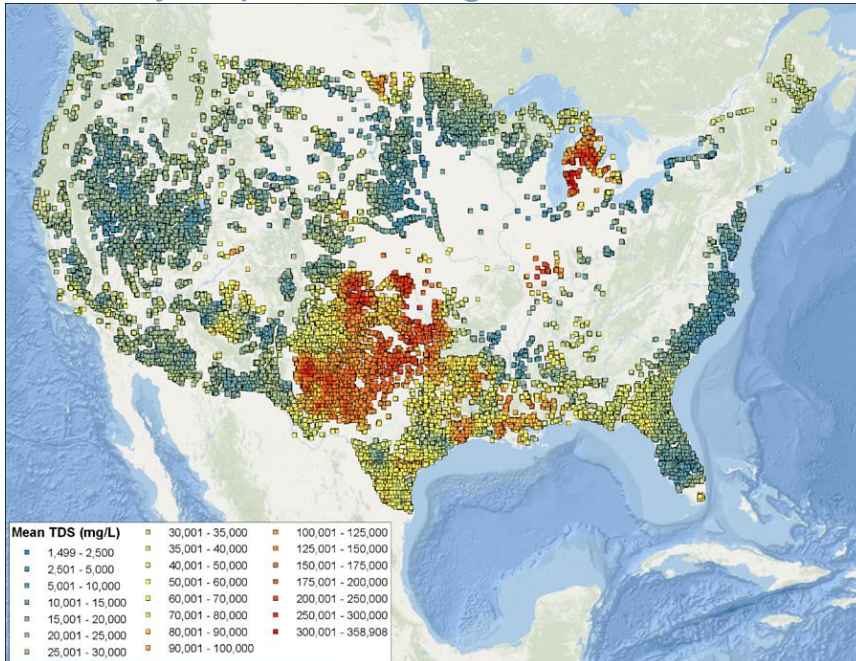 Mean TDS (mg/L)
1,499 - 2,500
2,501 - 5,000
5,001 - 10,000
10,001 - 15,000
15,001 - 20,000
20,001 - 25,000
25,001 - 30,000
30,001 - 35,000
35,001 - 40,000
40,001 - 50,000
50,001 - 60,000
60,001 - 70,000
70,001 - 80,000
80,001 - 90,000
90,001 - 100,000
100,001 - 125,000
125,001 - 150,000
150,001 - 175,000
175,001 - 200,000
200,001 - 250,000
250,001 - 300,000
300,001 - 358,908